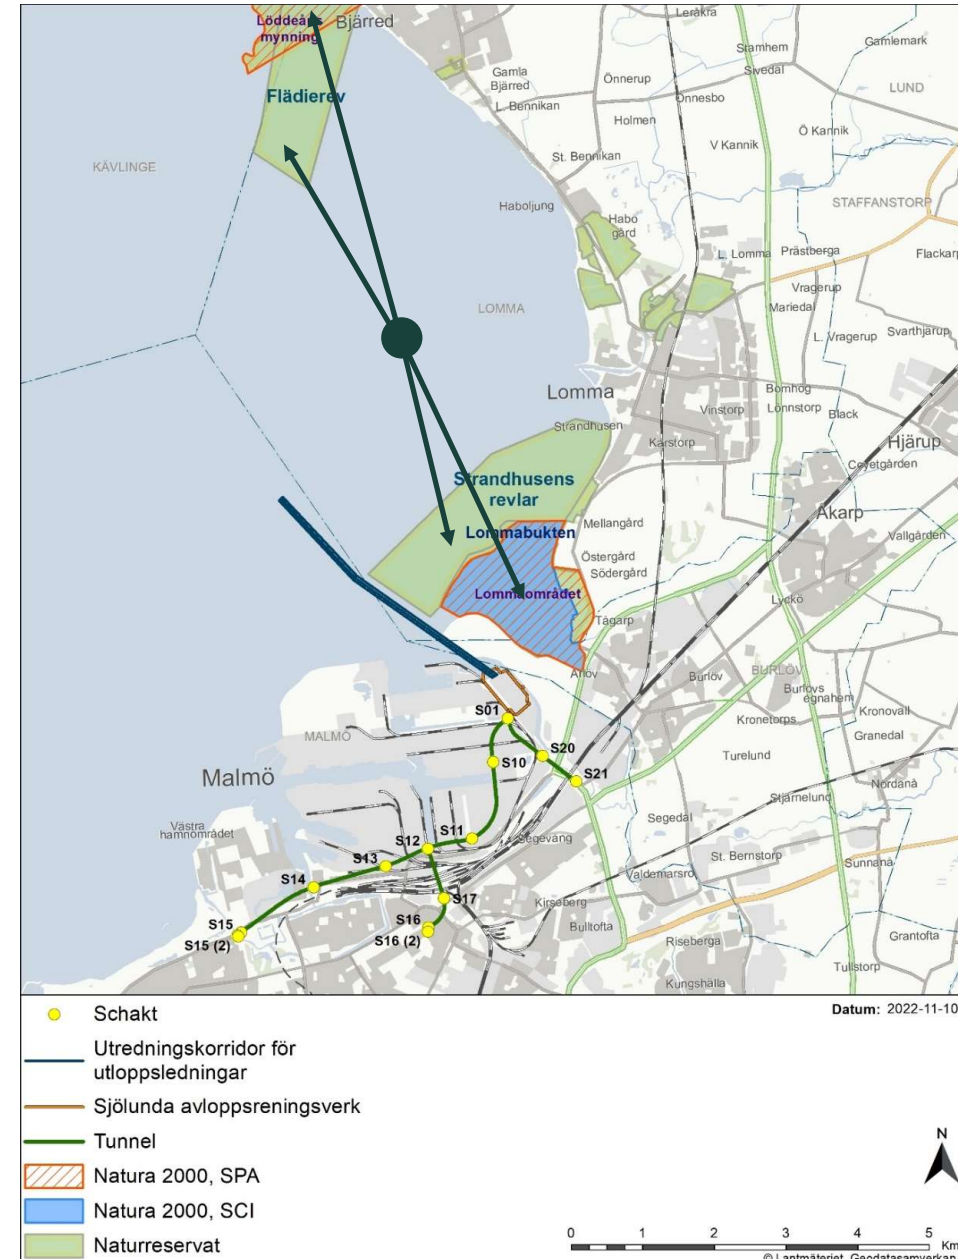 Löddeåns
mynning
Bjärred
Leråkra
Flädierev
Gamla
Bjärred
L. Bennikan
Önnerup
Önnesbo
Holmen
Stamhem
Sivedal
Gamlemark
LUND
V Kannik
Ö Kannik
KÄVLINGE
St. Bennikan
Haboljung
Habo
gård
STAFFANSTORP
L. Lomma
Prästberga
Flackarp
Vragerup
Mariedal
LOMMA
L. Vragerup
Svarthjärup
Lomma
Bomhög
Lönnstorp
Black
Vinstorp
Strandhusen
Karstorp
Hjärup
Coyetgården
Strandhusens
revlar
Åkarp
Lommabukten
Mellangård
Vallgården
Östergård
Södergård
Lommaområdet
Lyckö
Tågarp
Arlöv
Burlöv
BURLÖV
Burlövs
egnahem
Kronovall
S01
Kronetorps
Granedal
MALMÖ
S20
Turelund
S10
S21
Nordanå
Malmö
Stjärnelund
Västra
hamnområdet
Segedal
S11
Segevång
S12
S13
St. Bernstorp
Sunnanå
Valdemarsro
S14
S17
Kirseberg
S15
S15 (2)
S16
S16 (2)
Bulltofta
Riseberga
Grantofta
Tullstorp
Kungshälla
Schakt
Datum: 2022-11-10
Utredningskorridor för
utloppsledningar
Sjölunda avloppsreningsverk
Tunnel
N
Natura 2000, SPA
Natura 2000, SCI
0 1 2 3 4 5
Km
Naturreservat
© Lantmäteriet, Geodatasamverkan